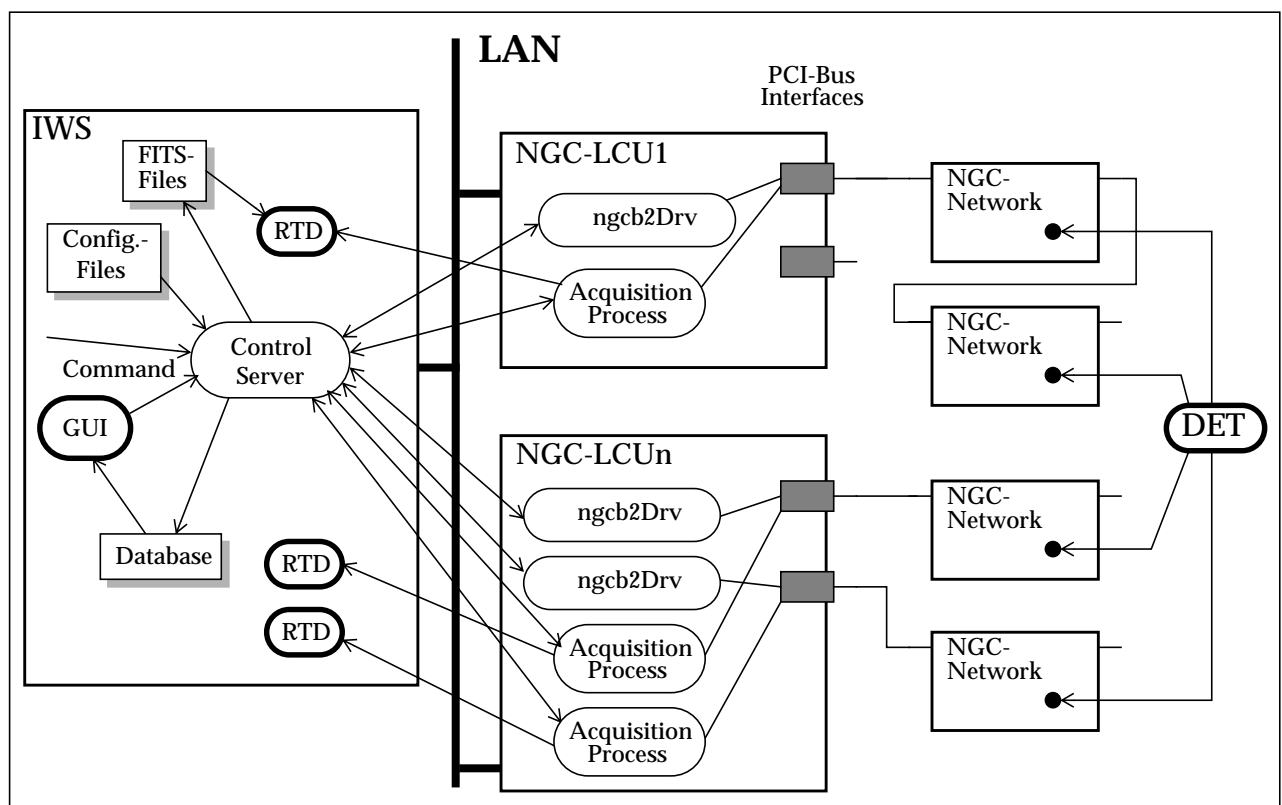 LAN
PCI-Bus
Interfaces
IWS
FITS-
Files
RTD
Config.-
Files
Command
Control
Server
GUI
Database
RTD
RTD
NGC-LCU1
ngcb2Drv
Acquisition
Process
NGC-LCUn
ngcb2Drv
ngcb2Drv
Acquisition
Process
Acquisition
Process
NGC-
Network
NGC-
Network
DET
NGC-
Network
NGC-
Network